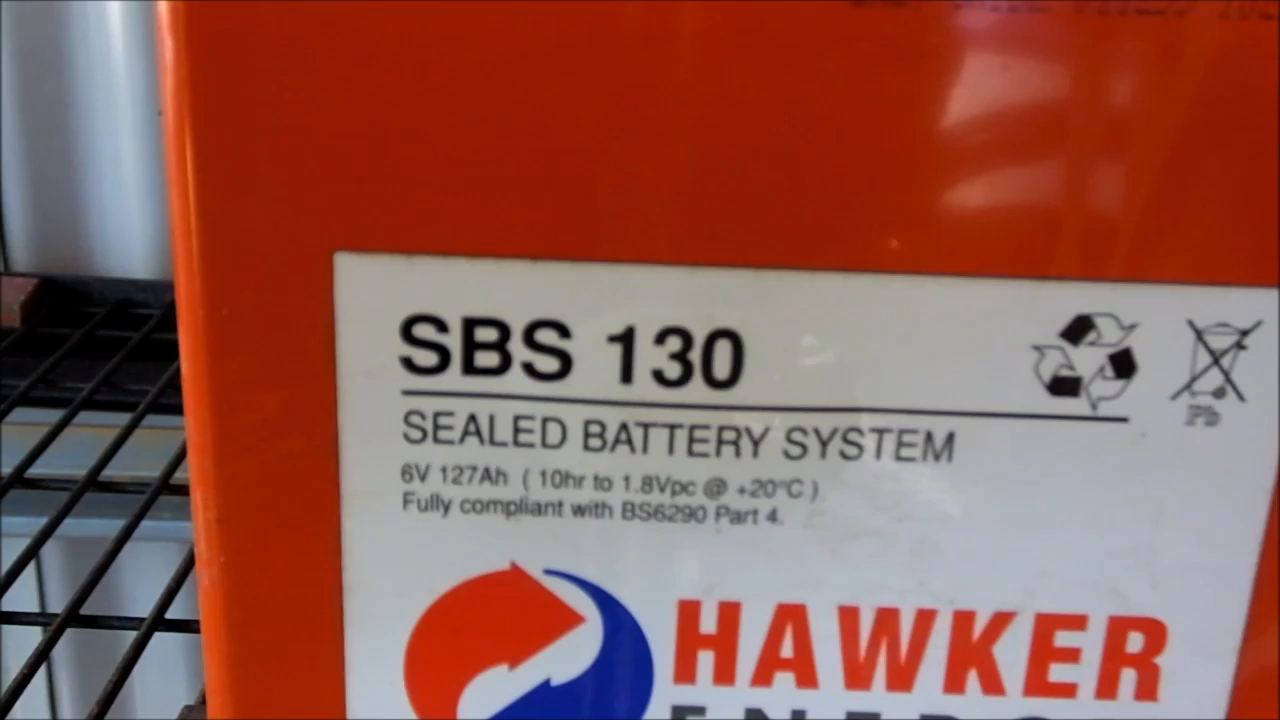 SBS 130
SEALED BATTERY SYSTEM
6V 127Ah ( 10hr to 1.8Vpc @ +20°C )
Fully compliant with BS6290 Part 4.
Pb
HAWKER